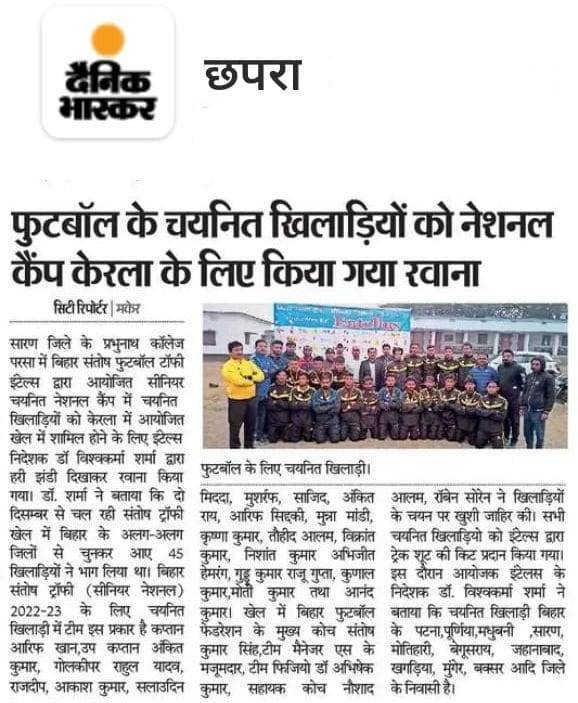 दैनिक
भास्कर
छपरा
फुटबॉल के चयनित खिलाड़ियों को नेशनल
कैंप केरला के लिए किया गया रवाना
सिटी रिपोर्टर | मकेर
सारण जिले के प्रभुनाथ कॉलेज
परसा में बिहार संतोष फुटबॉल टॉफी
इंटेल्स द्वारा आयोजित सीनियर
चयनित नेशनल कैंप में चयनित
खिलाड़ियों को केरला में आयोजित
खेल में शामिल होने के लिए इंटेल्स
निदेशक डॉ विश्वकर्मा शर्मा द्वारा
हरी झंडी दिखाकर रवाना किया
गया। डॉ. शर्मा ने बताया कि दो
दिसम्बर से चल रही संतोष ट्रॉफी
खेल में बिहार के अलग-अलग
जिलों से चुनकर आए 45
खिलाड़ियों ने भाग लिया था। बिहार
संतोष ट्रॉफी (सीनियर नेशनल)
2022-23 के लिए चयनित
खिलाड़ी में टीम इस प्रकार है कप्तान
आरिफ खान,उप कप्तान अंकित
कुमार, गोलकीपर राहुल यादव,
राजदीप, आकाश कुमार, सलाउदिन
Entellus
फुटबॉल के लिए चयनित खिलाड़ी।
मिददा, मुशर्रफ, साजिद, अंकित
राय, आरिफ सिद्दकी, मुन्ना मांडी,
कृष्णा कुमार, तौहीद आलम, विक्रांत
कुमार, निशांत कुमार अभिजीत
हेमरंग, गुड्डू कुमार राजू गुप्ता, कुणाल
कुमार,मोती कुमार तथा आनंद
कुमार। खेल में बिहार फुटबॉल
फेडरेशन के मुख्य कोच संतोष
कुमार सिंह,टीम मैनेजर एस के
मजूमदार, टीम फिजियो डॉ अभिषेक
कुमार, सहायक कोच नौशाद
आलम, रॉबेन सोरेन ने खिलाड़ियों
के चयन पर खुशी जाहिर की। सभी
चयनित खिलाड़ियो को इंटेल्स द्वारा
ट्रेक शूट की किट प्रदान किया गया।
इस दौरान आयोजक इंटेलस के
निदेशक डॉ. विश्वकर्मा शर्मा ने
बताया कि चयनित खिलाड़ी बिहार
के पटना,पूर्णिया,मधुबनी ,सारण,
मोतिहारी, बेगूसराय, जहानाबाद,
खगड़िया, मुंगेर, बक्सर आदि जिले
के निवासी है।